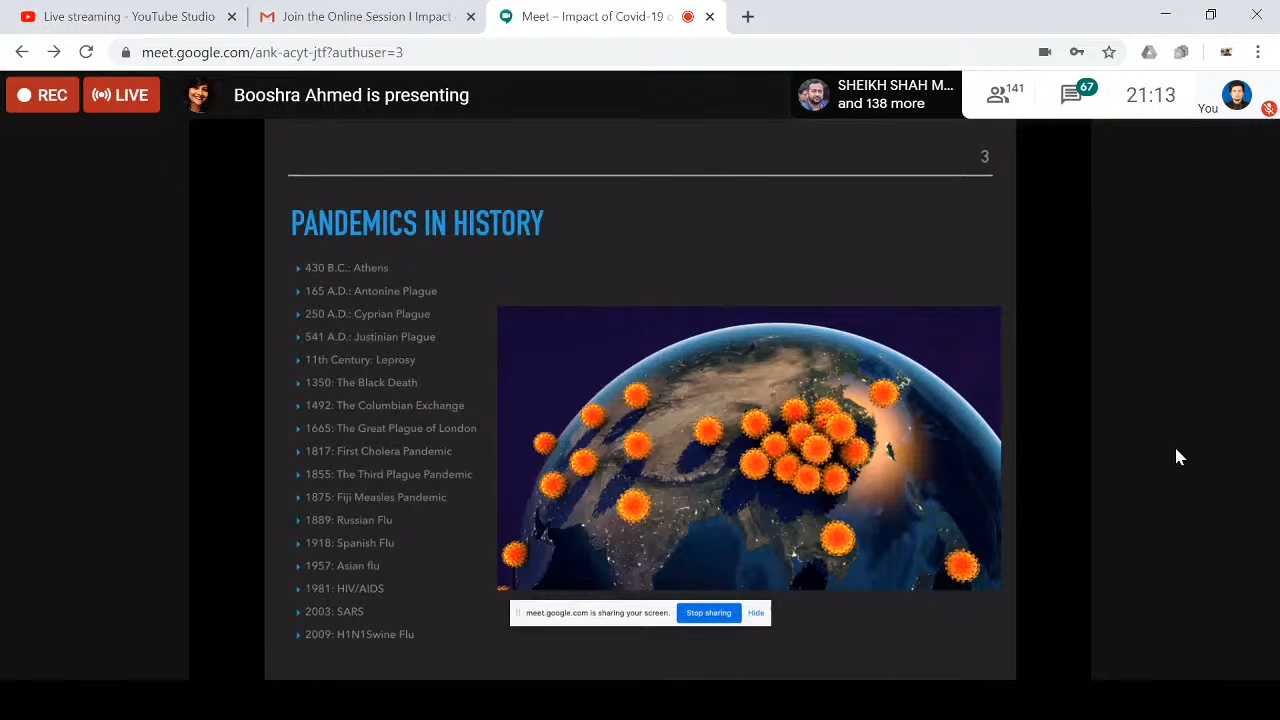 Live streaming - YouTube Studio
Join the Online Session I Impact
Meet – Impact of Covid-19 o
meet.google.com/ank-acyt-jtf?authuser=3
REC
LIVE
Booshra Ahmed is presenting
SHEIKH SHAH M...
and 138 more
141
67
21:13
You
3
PANDEMICS IN HISTORY
430 B.C.: Athens
165 A.D.: Antonine Plague
250 A.D.: Cyprian Plague
541 A.D.: Justinian Plague
11th Century: Leprosy
1350: The Black Death
1492: The Columbian Exchange
1665: The Great Plague of London
1817: First Cholera Pandemic
1855: The Third Plague Pandemic
1875: Fiji Measles Pandemic
1889: Russian Flu
1918: Spanish Flu
1957: Asian flu
1981: HIV/AIDS
2003: SARS
2009: H1N1Swine Flu
meet.google.com is sharing your screen.
Stop sharing
Hide